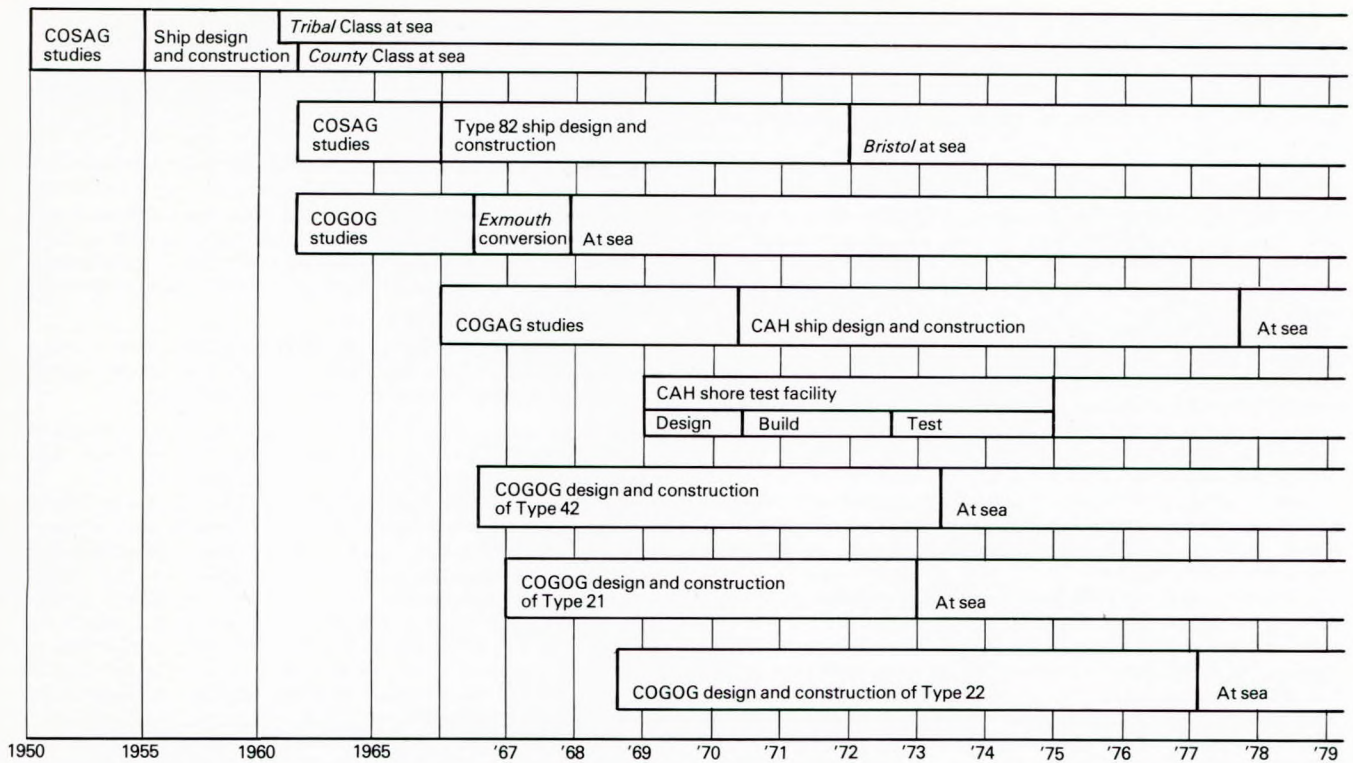 COSAG
studies
Ship design
and construction
Tribal Class at sea
County Class at sea
COSAG
studies
Type 82 ship design and
construction
Bristol at sea
COGOG
studies
Exmouth
conversion
At sea
COGAG studies
CAH ship design and construction
At sea
CAH shore test facility
Design
Build
Test
COGOG design and construction
of Type 42
At sea
COGOG design and construction
of Type 21
At sea
COGOG design and construction of Type 22
At sea
1950 1955 1960 1965 '67 '68 '69 '70 '71 '72 '73 '74 '75 '76 '77 '78 '79